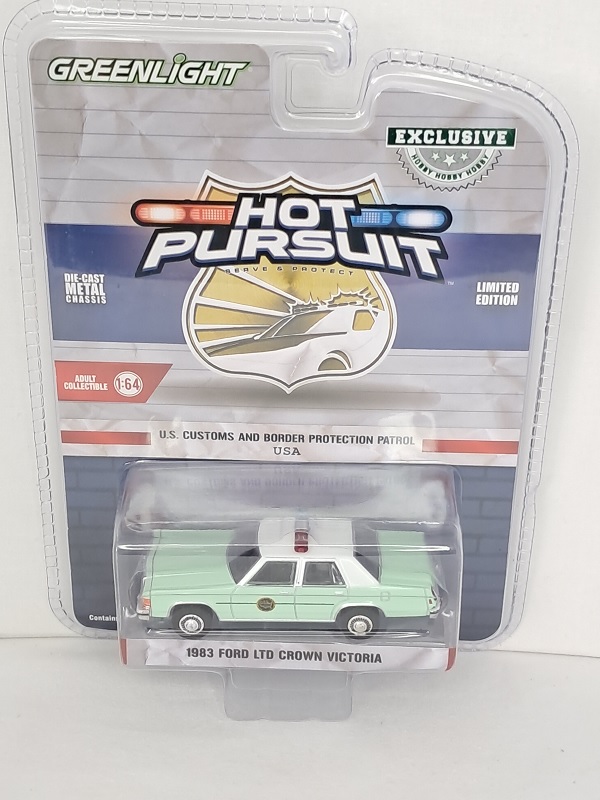 GREENLIGHT
EXCLUSIVE
HOBBY HOBBY HOBBY
HOT
PURSUIT™
SERVE & PROTECT
DIE-CAST
METAL
CHASSIS
LIMITED
EDITION
ADULT
COLLECTIBLE
1:64
U.S. CUSTOMS AND BORDER PROTECTION PATROL
USA
1983 FORD LTD CROWN VICTORIA